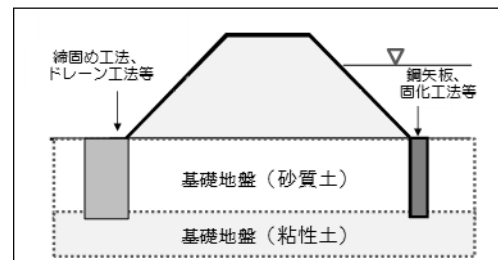 締固め工法、
ドレーン工法等
鋼矢板、
固化工法等
基礎地盤（砂質土）
基礎地盤（粘性土）